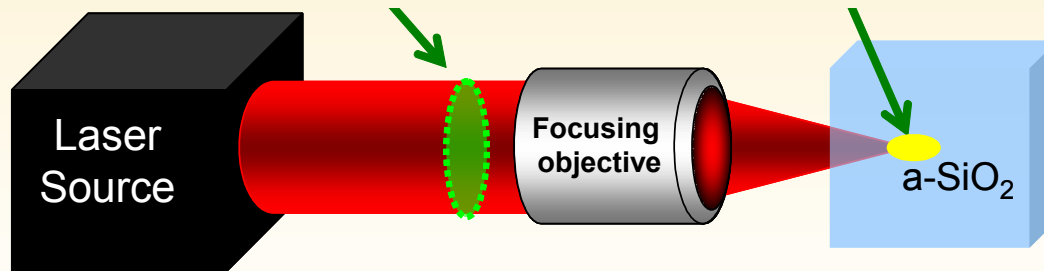 Laser
Source
Focusing
objective
a-SiO₂